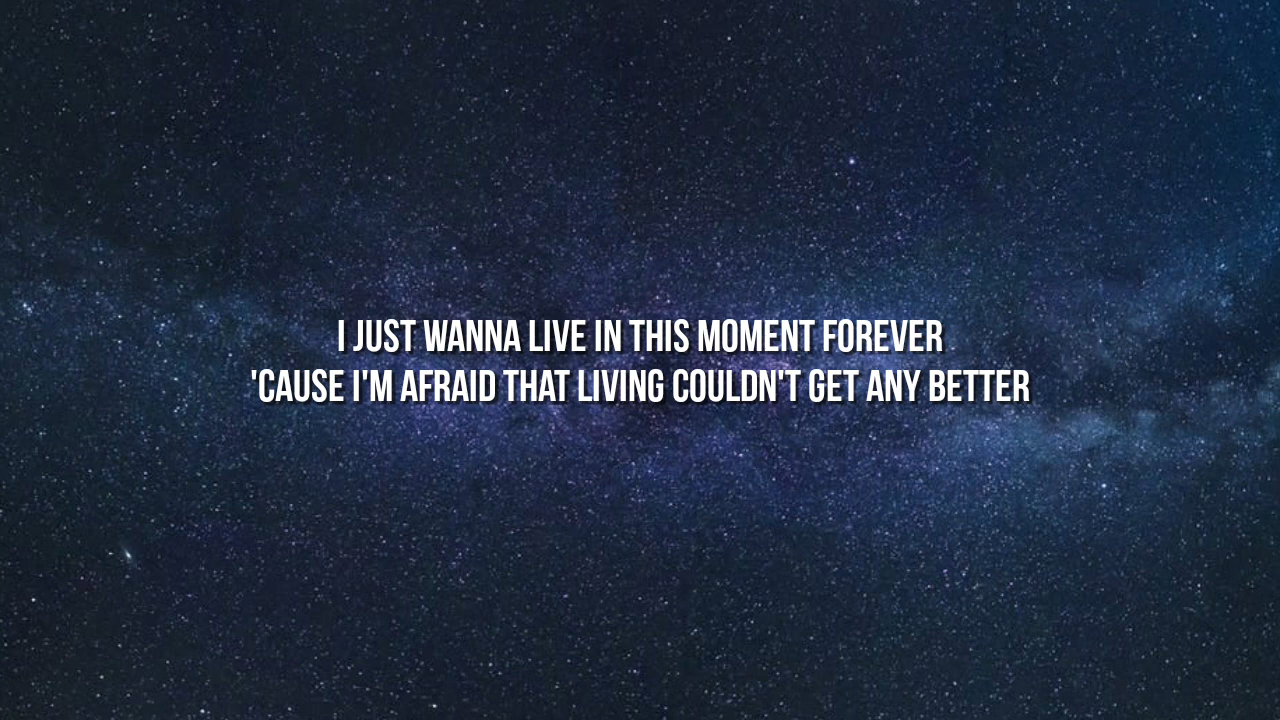 I JUST WANNA LIVE IN THIS MOMENT FOREVER
'CAUSE I'M AFRAID THAT LIVING COULDN'T GET ANY BETTER